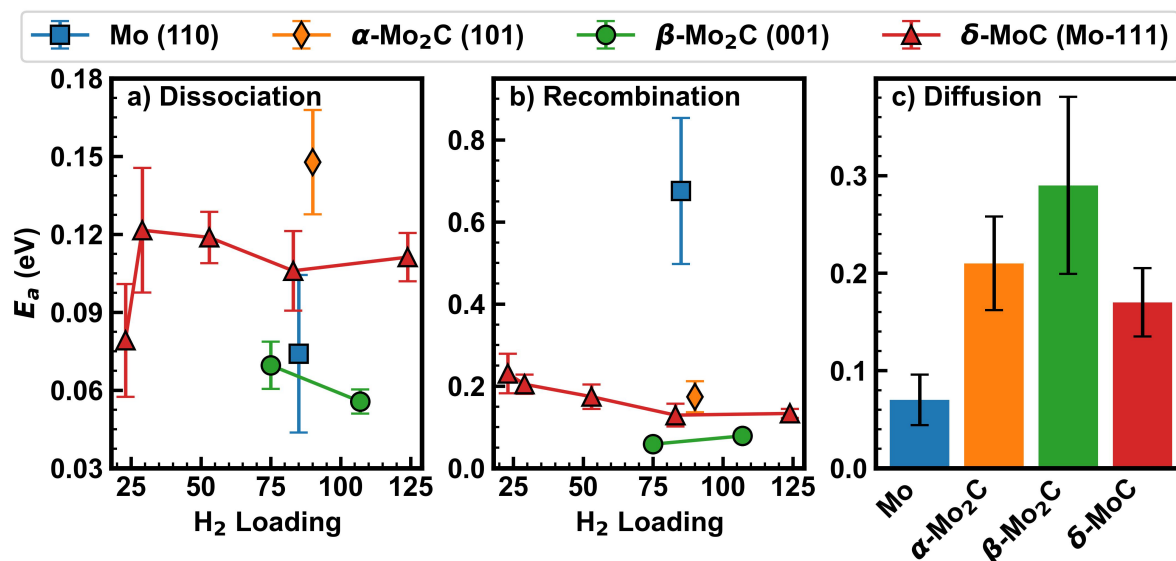 Mo (110)
α-Mo₂C (101)
β-Mo₂C (001)
δ-MoC (Mo-111)
a) Dissociation
0.18
0.15
0.12
0.09
0.06
0.03
Eₐ (eV)
25 50 75 100 125
H₂ Loading
b) Recombination
0.8
0.6
0.4
0.2
0.0
25 50 75 100 125
H₂ Loading
c) Diffusion
0.3
0.2
0.1
0.0
Mo
α-Mo₂C
β-Mo₂C
δ-MoC